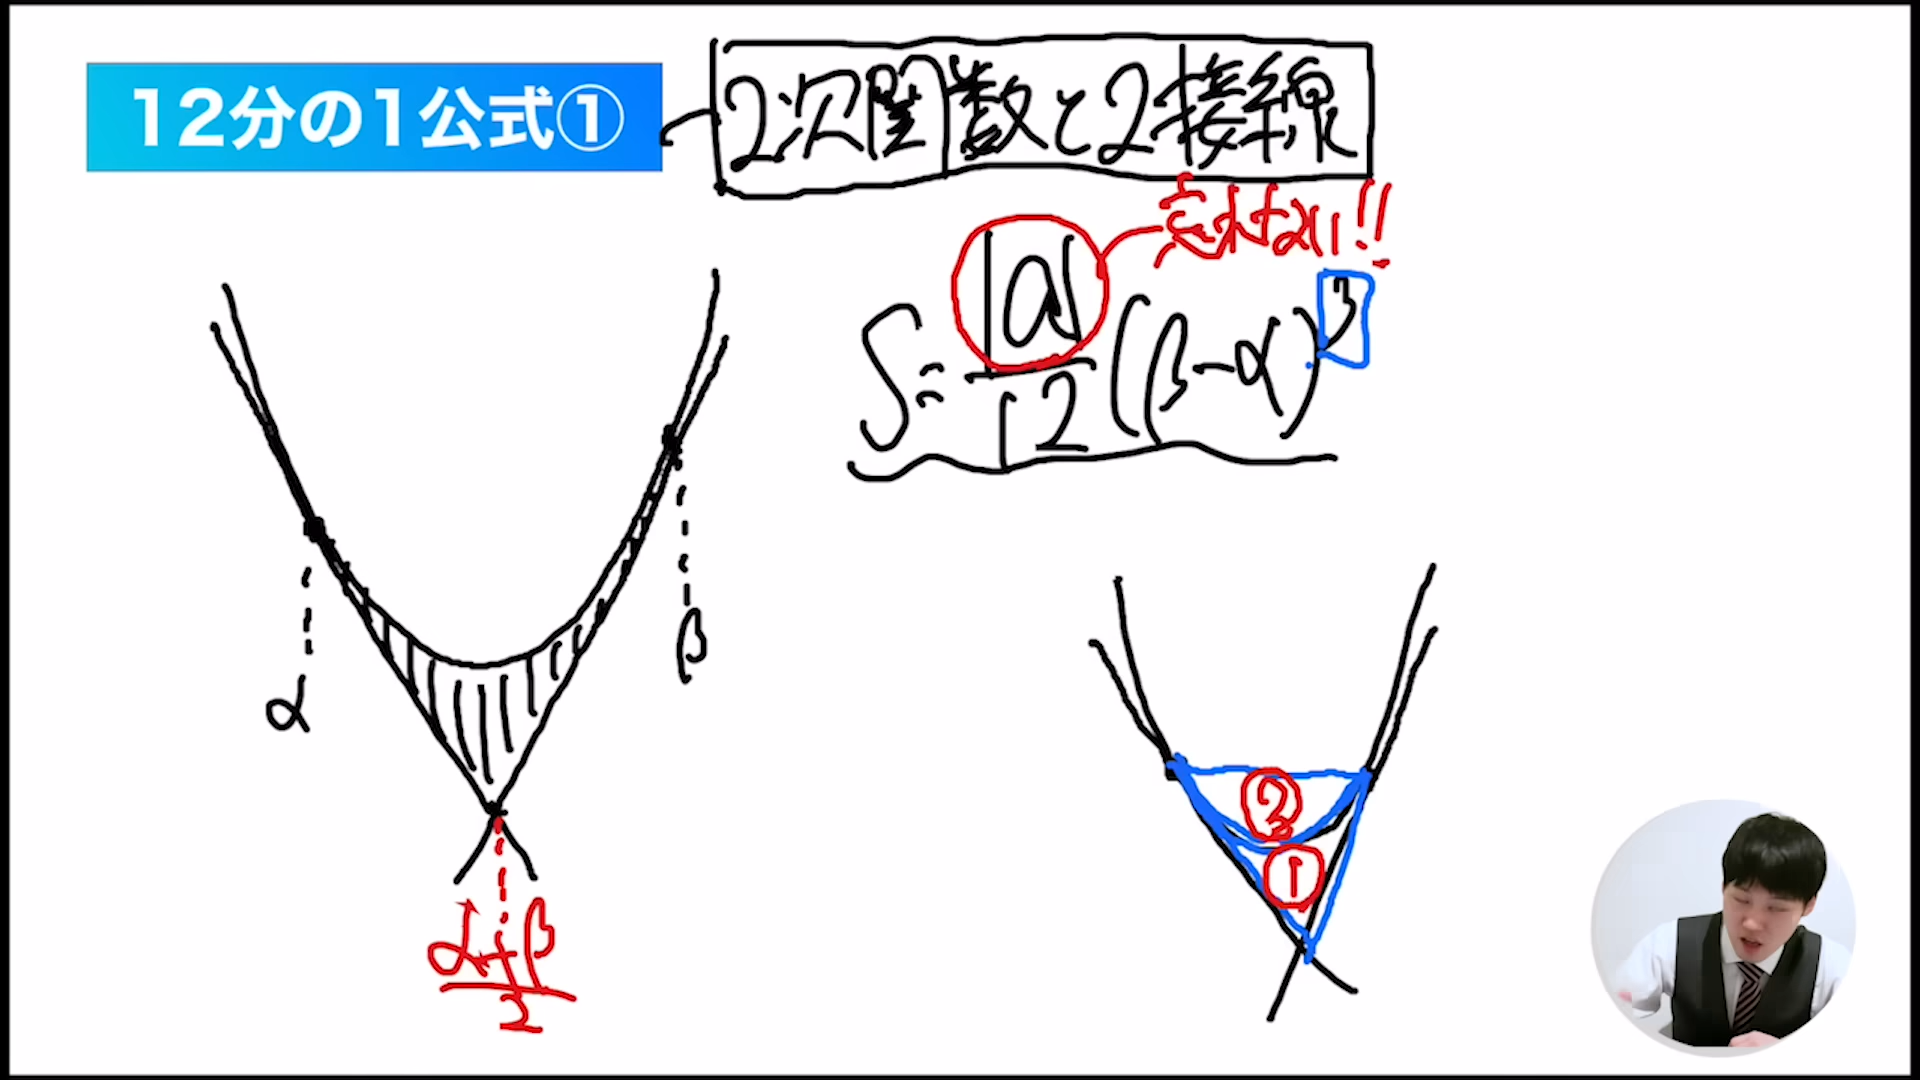 12分の1公式①
2次関数と2接線
忘れない!!
S=|a|/12(β-α)^3
α
β
α+β/2
②
①